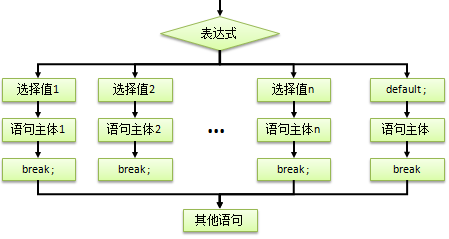 表达式
选择值1 选择值2 选择值n default;
语句主体1 语句主体2 ... 语句主体n 语句主体
break; break; break; break
其他语句